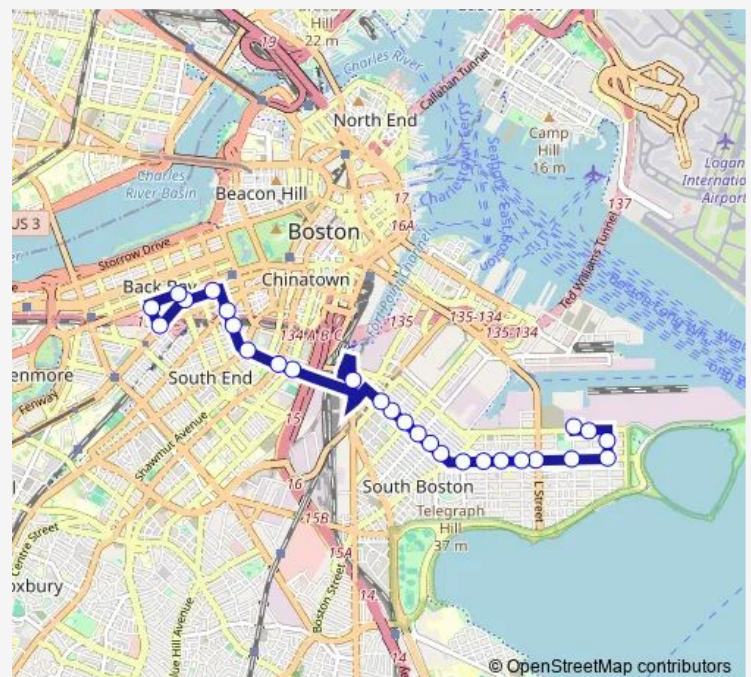 Hill
22 m
19
Charles River
Callahan Tunnel
North End
Camp
Hill
16 m
Logan
Internatio
Airport
Charles
River Basin
Beacon Hill
17
16A
137
US 3
Boston
Storrow Drive
Ted Williams Tunnel
Back Bay
Chinatown
135
135-134
135-134
134 A-B-C
enmore
Fenway
South End
15
Shawmut Avenue
16
South Boston
L Street
Telegraph
Hill
37 m
15B
15A
Centre Street
oxbury
Boston Street
14
ue Hill Avenue
14
© OpenStreetMap contributors